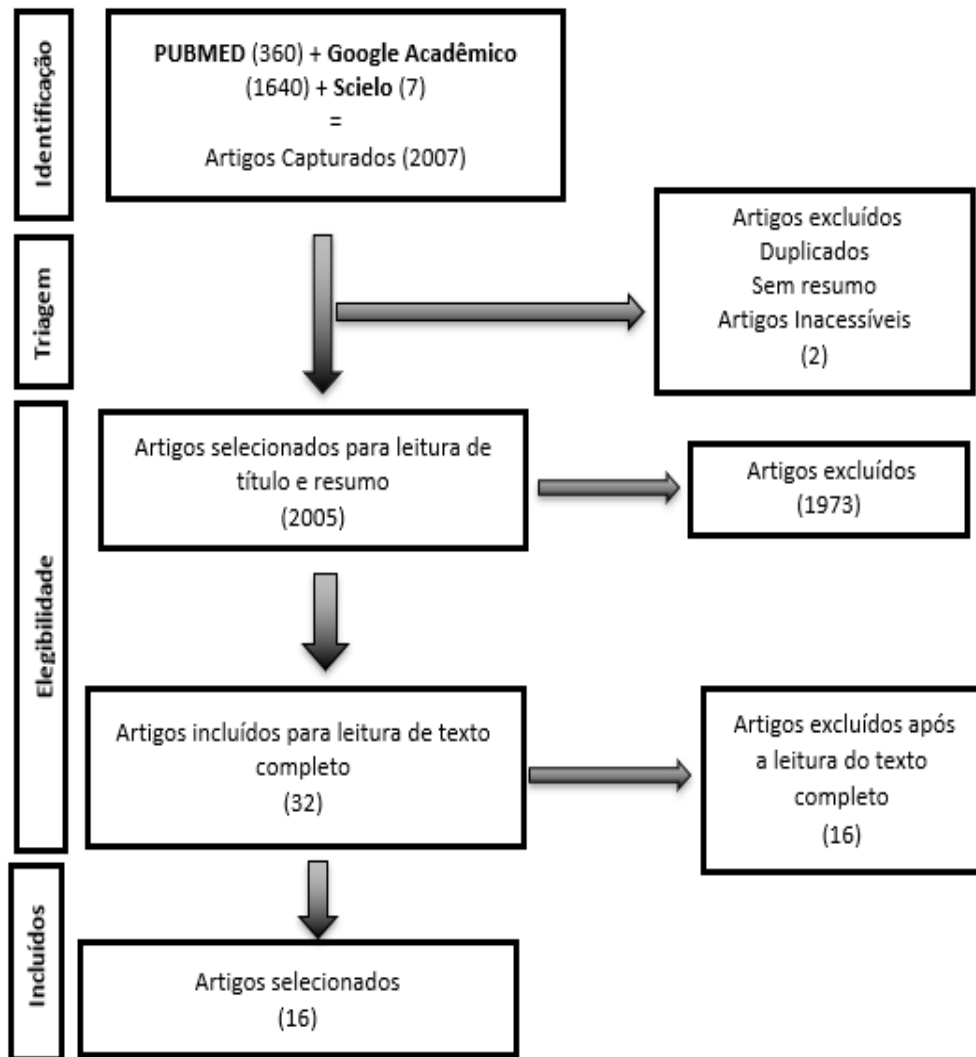 Identificação
PUBMED (360) + Google Acadêmico
(1640) + Scielo (7)
=
Artigos Capturados (2007)
Triagem
Artigos excluídos
Duplicados
Sem resumo
Artigos Inacessíveis
(2)
Elegibilidade
Artigos selecionados para leitura de
título e resumo
(2005)
Artigos excluídos
(1973)
Artigos incluídos para leitura de texto
completo
(32)
Artigos excluídos após
a leitura do texto
completo
(16)
Incluídos
Artigos selecionados
(16)